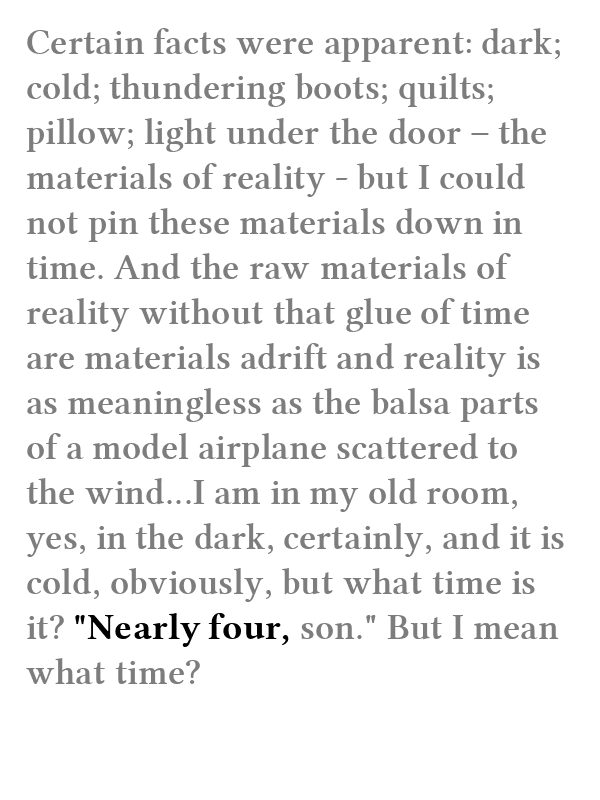 Certain facts were apparent: dark;
cold; thundering boots; quilts;
pillow; light under the door – the
materials of reality - but I could
not pin these materials down in
time. And the raw materials of
reality without that glue of time
are materials adrift and reality is
as meaningless as the balsa parts
of a model airplane scattered to
the wind...I am in my old room,
yes, in the dark, certainly, and it is
cold, obviously, but what time is
it? "Nearly four, son." But I mean
what time?